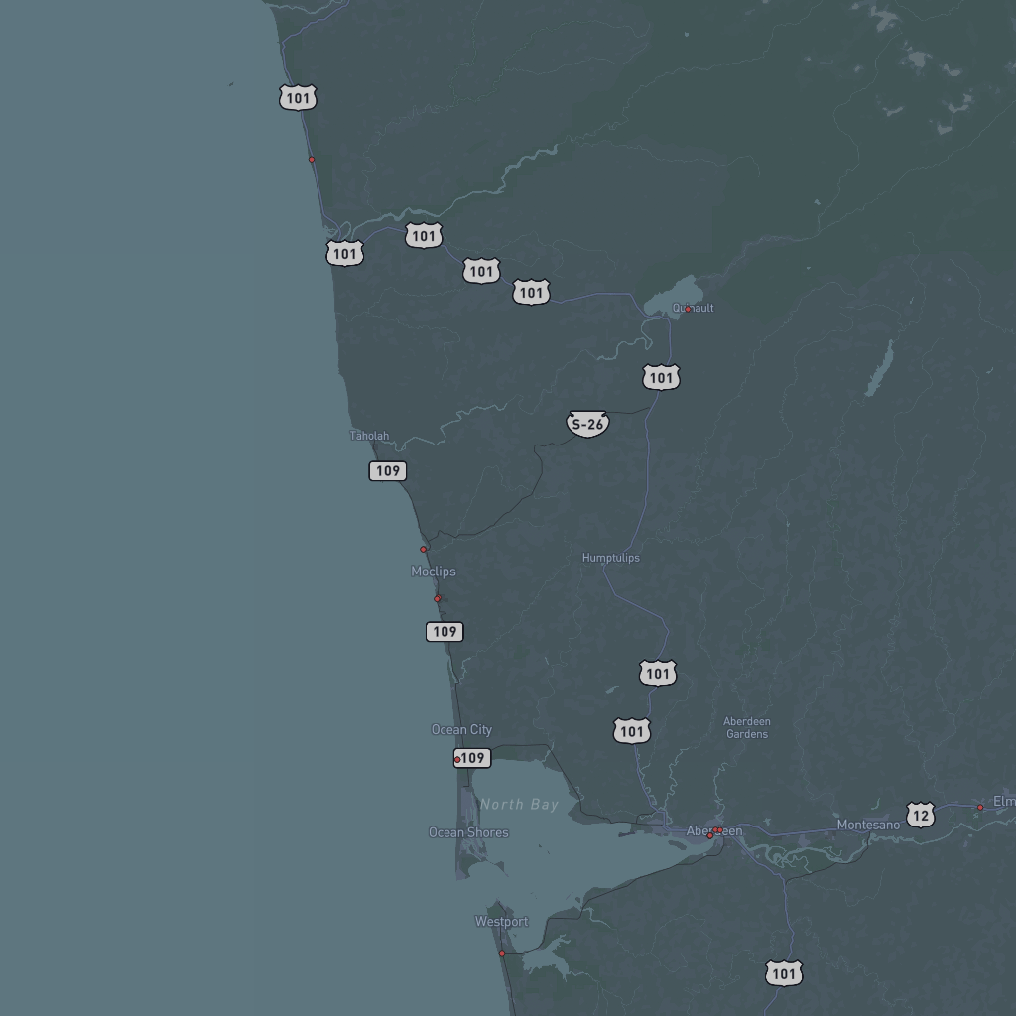 101
101
101
101
101
Quinault
101
S-26
Taholah
109
Humptulips
Moclips
109
101
Aberdeen
Gardens
Ocean City
101
109
North Bay
Elm
12
Montesano
Ocean Shores
Aberdeen
Westport
101